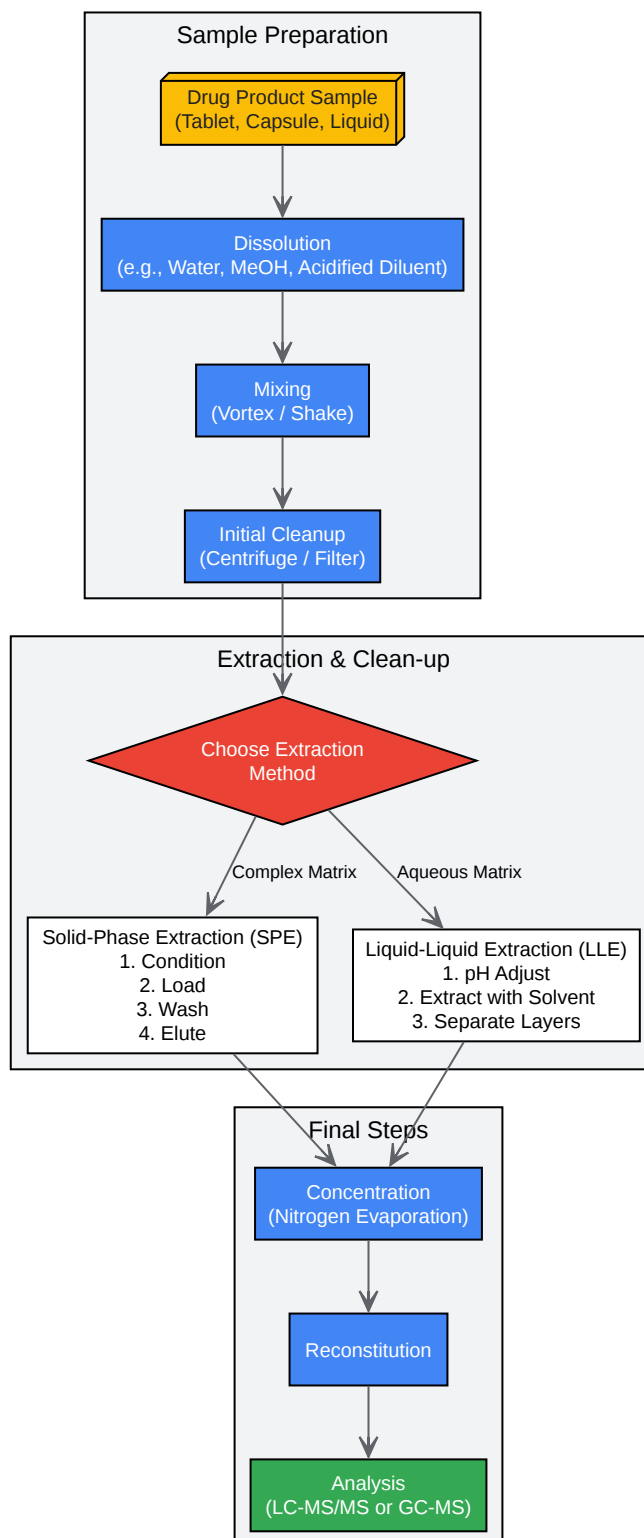 Sample Preparation
Drug Product Sample
(Tablet, Capsule, Liquid)
Dissolution
(e.g., Water, MeOH, Acidified Diluent)
Mixing
(Vortex / Shake)
Initial Cleanup
(Centrifuge / Filter)
Extraction & Clean-up
Choose Extraction
Method
Complex Matrix
Aqueous Matrix
Solid-Phase Extraction (SPE)
1. Condition
2. Load
3. Wash
4. Elute
Liquid-Liquid Extraction (LLE)
1. pH Adjust
2. Extract with Solvent
3. Separate Layers
Final Steps
Concentration
(Nitrogen Evaporation)
Reconstitution
Analysis
(LC-MS/MS or GC-MS)